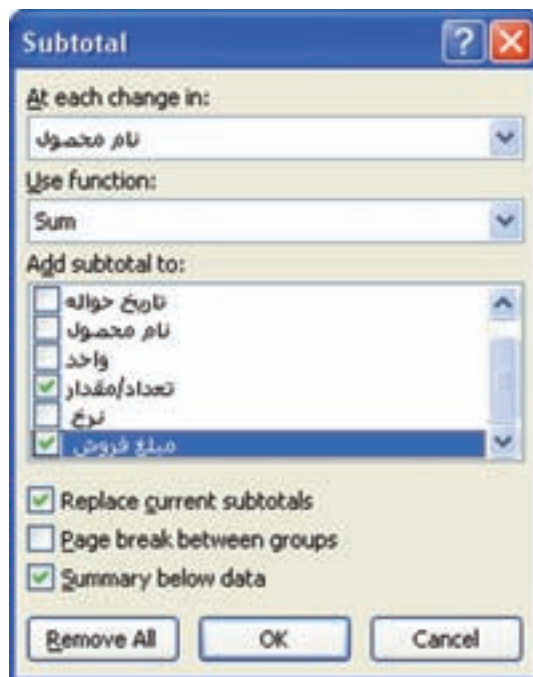 Subtotal
At each change in:
نام محصول
Use function:
Sum
Add subtotal to:
تاریخ حواله
نام محصول
واحد
تعداد/مقدار
نرخ
مبلغ فروش
Replace current subtotals
Page break between groups
Summary below data
Remove All OK Cancel